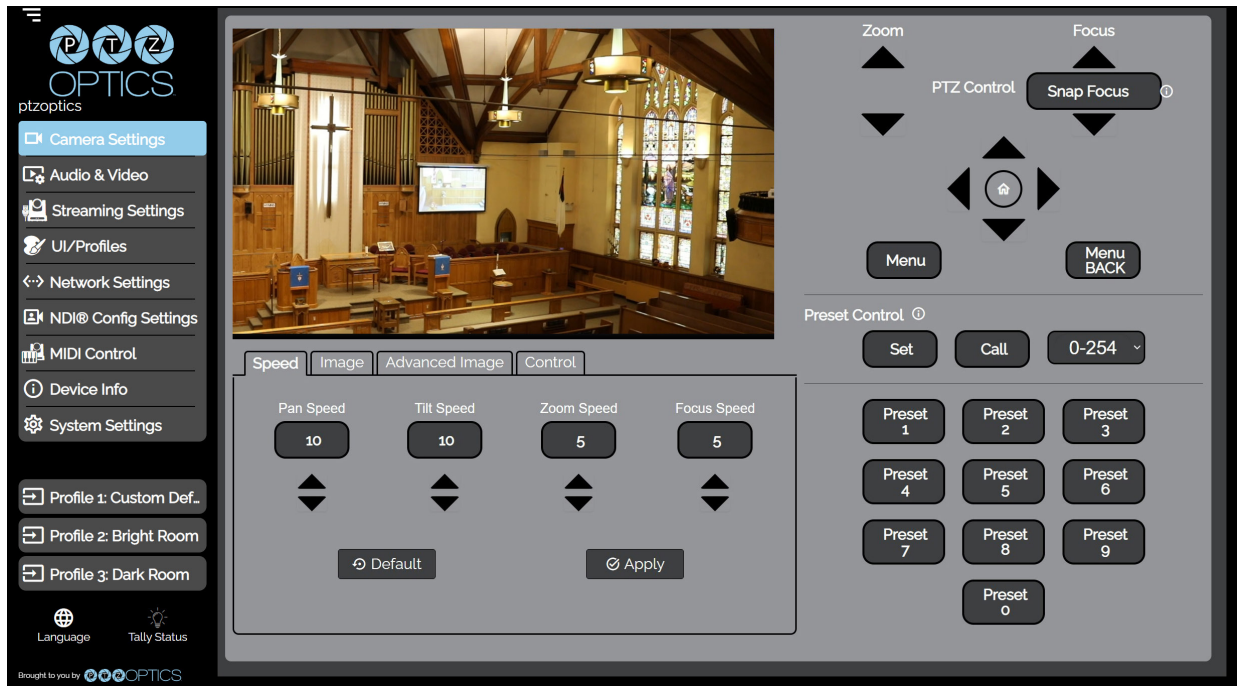 PTZ
OPTICS
ptzoptics
Camera Settings
Audio & Video
Streaming Settings
UI/Profiles
Network Settings
NDI® Config Settings
MIDI Control
Device Info
System Settings
Profile 1: Custom Def...
Profile 2: Bright Room
Profile 3: Dark Room
Language
Tally Status
Brought to you by PTZOPTICS
Speed
Image
Advanced Image
Control
Pan Speed
Tilt Speed
Zoom Speed
Focus Speed
10
10
5
5
Default
Apply
Zoom
Focus
PTZ Control
Snap Focus
Menu
Menu
BACK
Preset Control
Set
Call
0-254
Preset
1
Preset
2
Preset
3
Preset
4
Preset
5
Preset
6
Preset
7
Preset
8
Preset
9
Preset
0